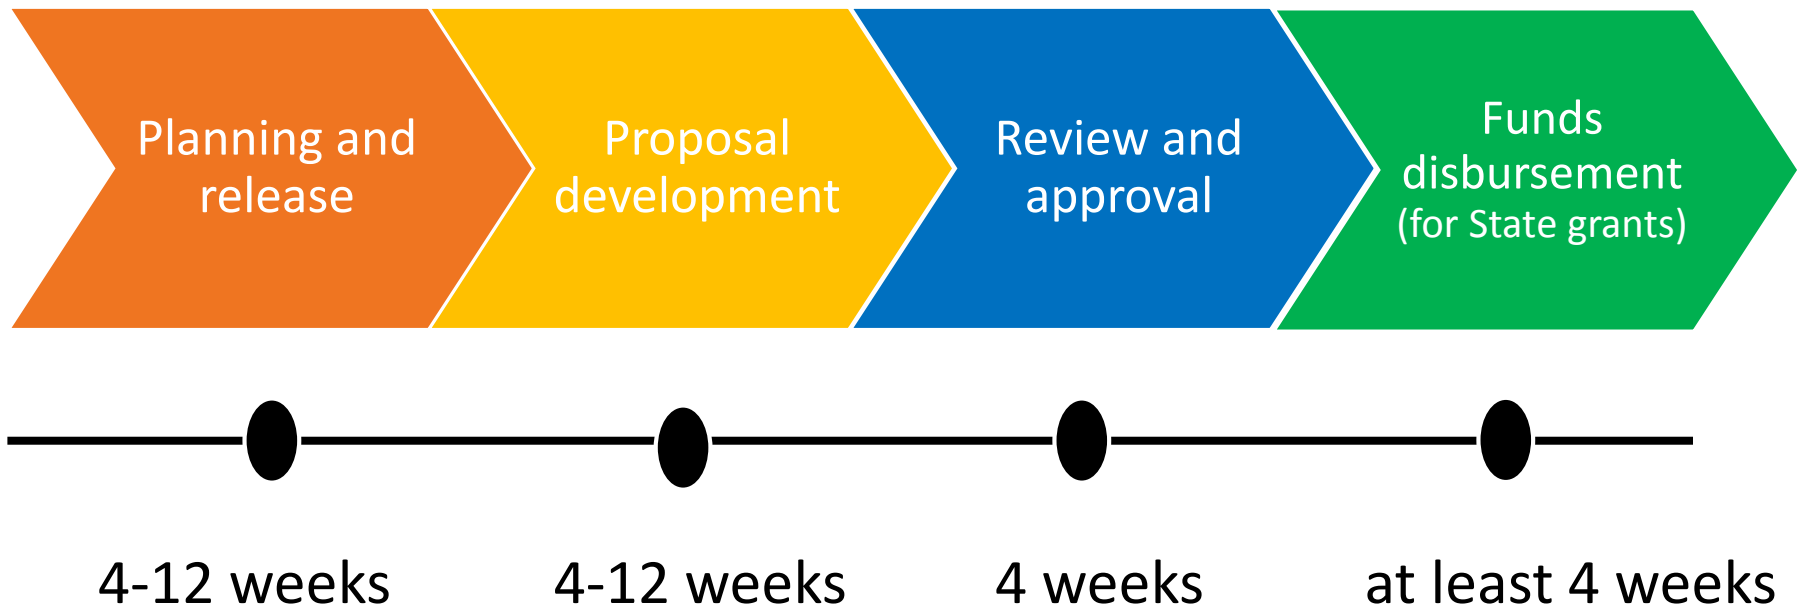 Planning and
release
Proposal
development
Review and
approval
Funds
disbursement
(for State grants)
4-12 weeks
4-12 weeks
4 weeks
at least 4 weeks